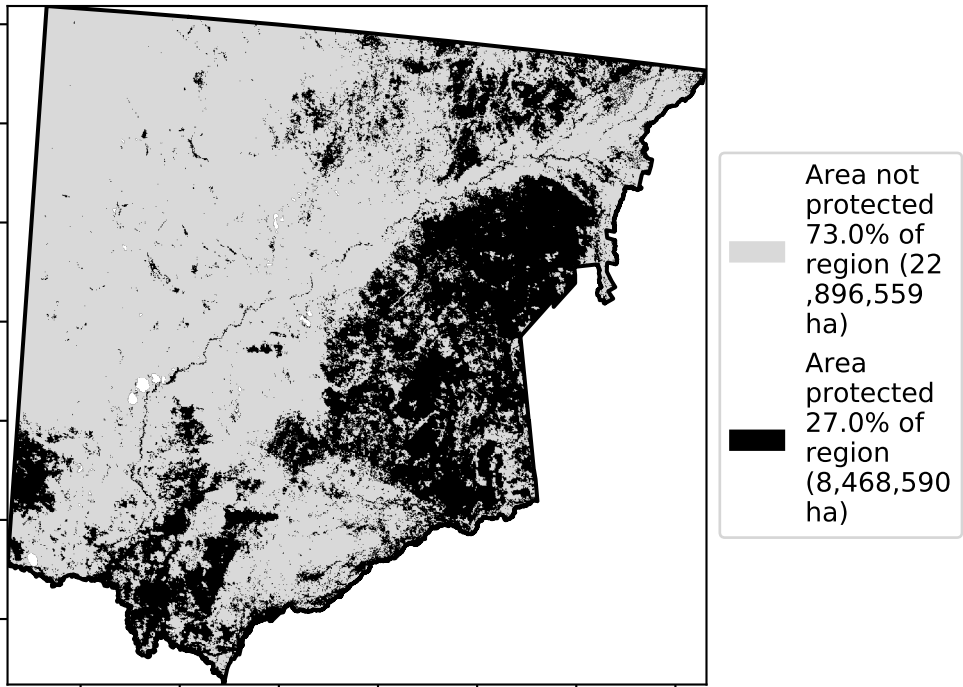 Area not
protected
73.0% of
region (22
,896,559
ha)
Area
protected
27.0% of
region
(8,468,590
ha)